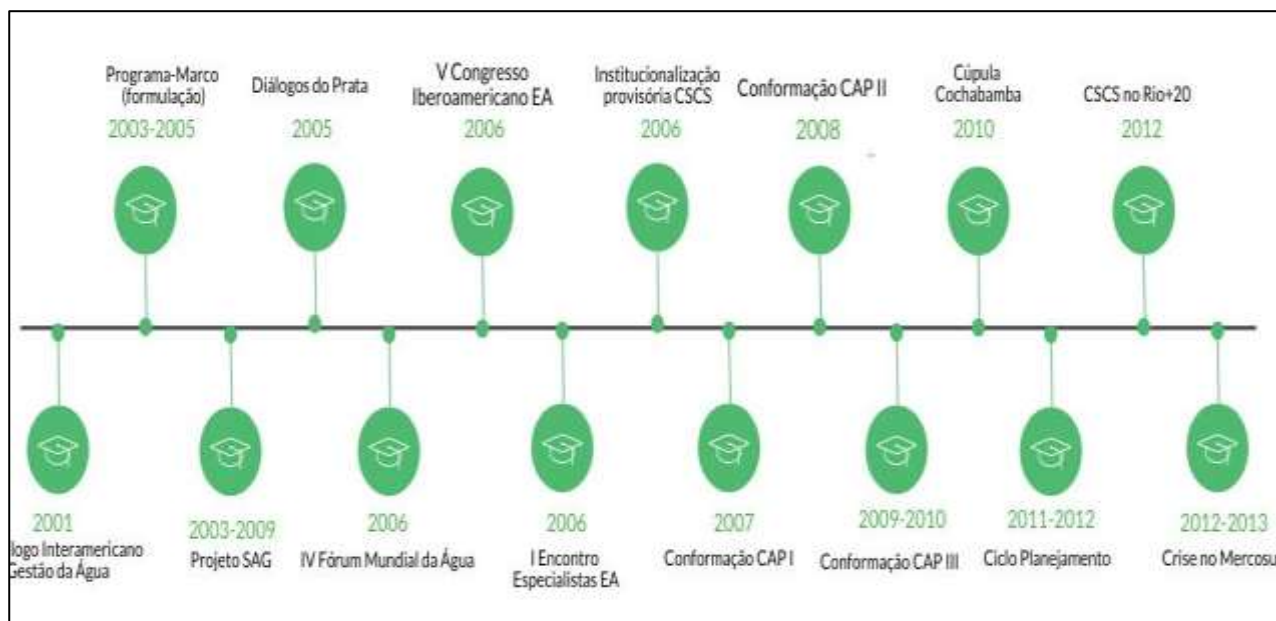 Programa-Marco
(formulação)
2003-2005
Diálogos do Prata
2005
V Congresso
Iberoamericano EA
2006
Institucionalização
provisória CSCS
2006
Conformação CAP II
2008
Cúpula
Cochabamba
2010
CSCS no Rio+20
2012
2001
logo Interamericano
Gestão da Água
2003-2009
Projeto SAG
2006
IV Fórum Mundial da Água
2006
I Encontro
Especialistas EA
2007
Conformação CAP I
2009-2010
Conformação CAP III
2011-2012
Ciclo Planejamento
2012-2013
Crise no Mercosu